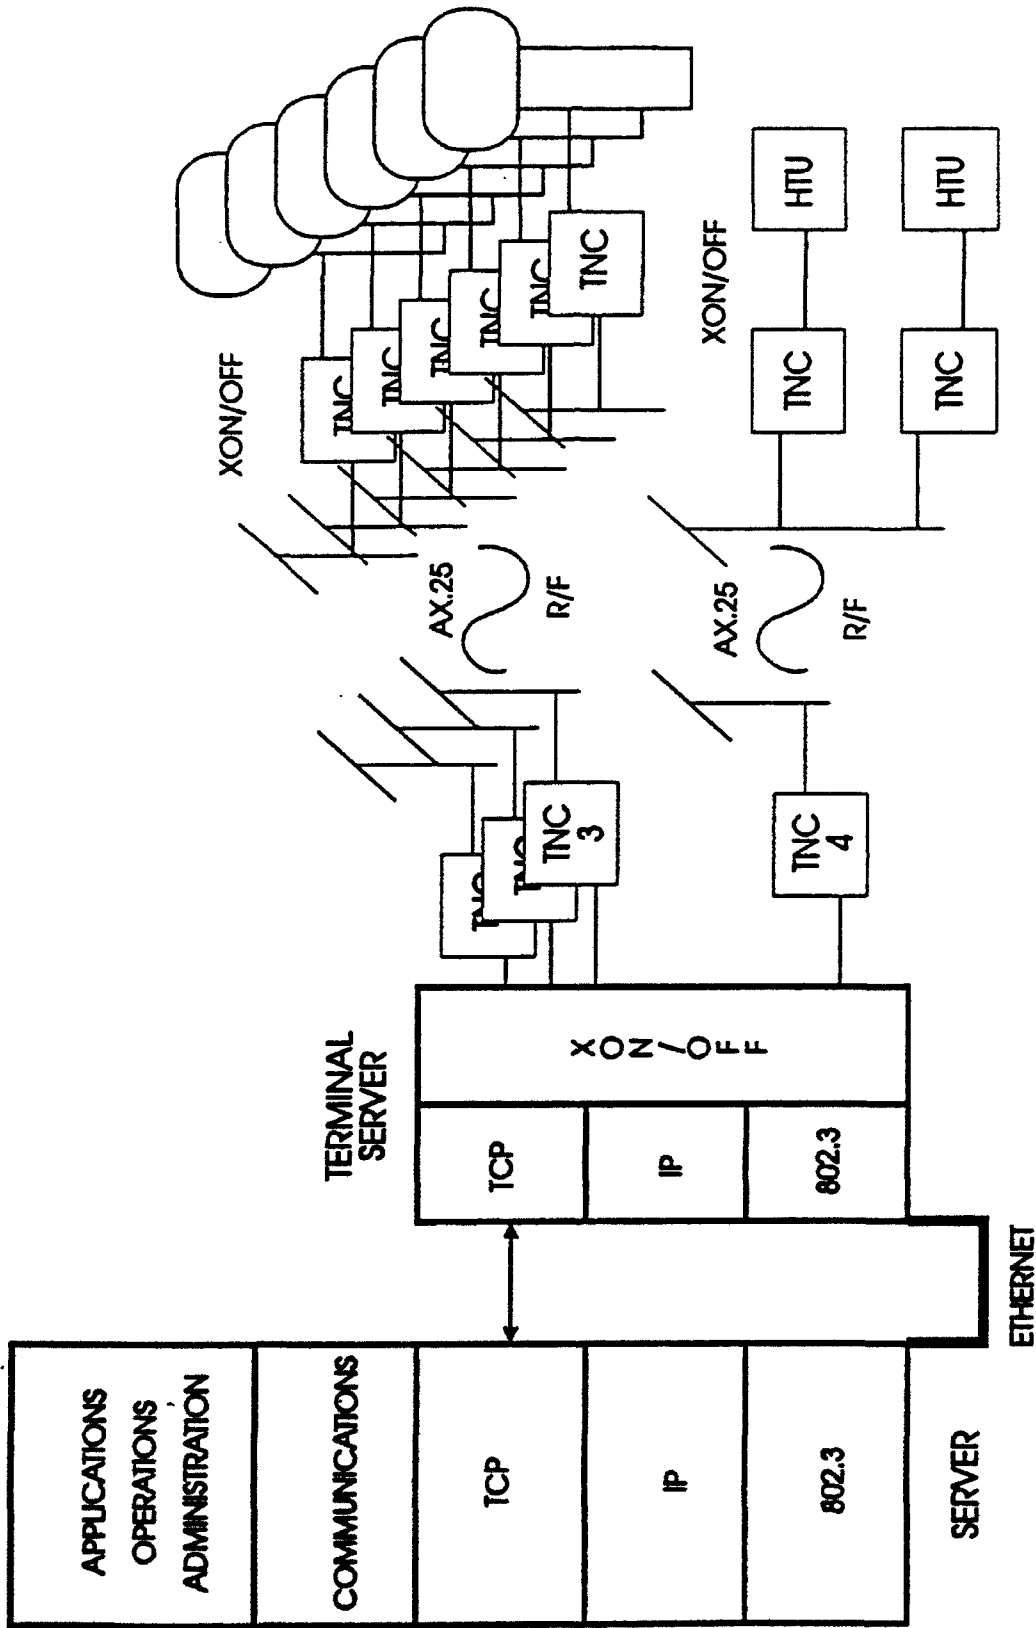 APPLICATIONS
OPERATIONS
ADMINISTRATION
COMMUNICATIONS
TCP
IP
802.3
SERVER
ETHERNET
TERMINAL
SERVER
TCP
IP
802.3
XON/OFF
TNC
TNC
TNC
3
TNC
4
AX.25
R/F
AX.25
R/F
XON/OFF
TNC
TNC
TNC
TNC
TNC
TNC
XON/OFF
TNC
HTU
TNC
HTU